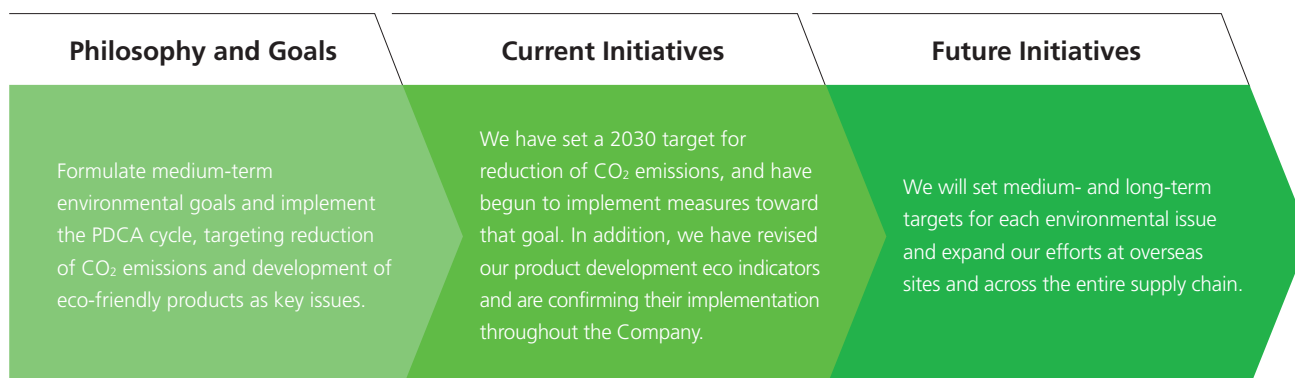 Philosophy and Goals
Formulate medium-term
environmental goals and implement
the PDCA cycle, targeting reduction
of CO₂ emissions and development of
eco-friendly products as key issues.
Current Initiatives
We have set a 2030 target for
reduction of CO₂ emissions, and have
begun to implement measures toward
that goal. In addition, we have revised
our product development eco indicators
and are confirming their implementation
throughout the Company.
Future Initiatives
We will set medium- and long-term
targets for each environmental issue
and expand our efforts at overseas
sites and across the entire supply chain.